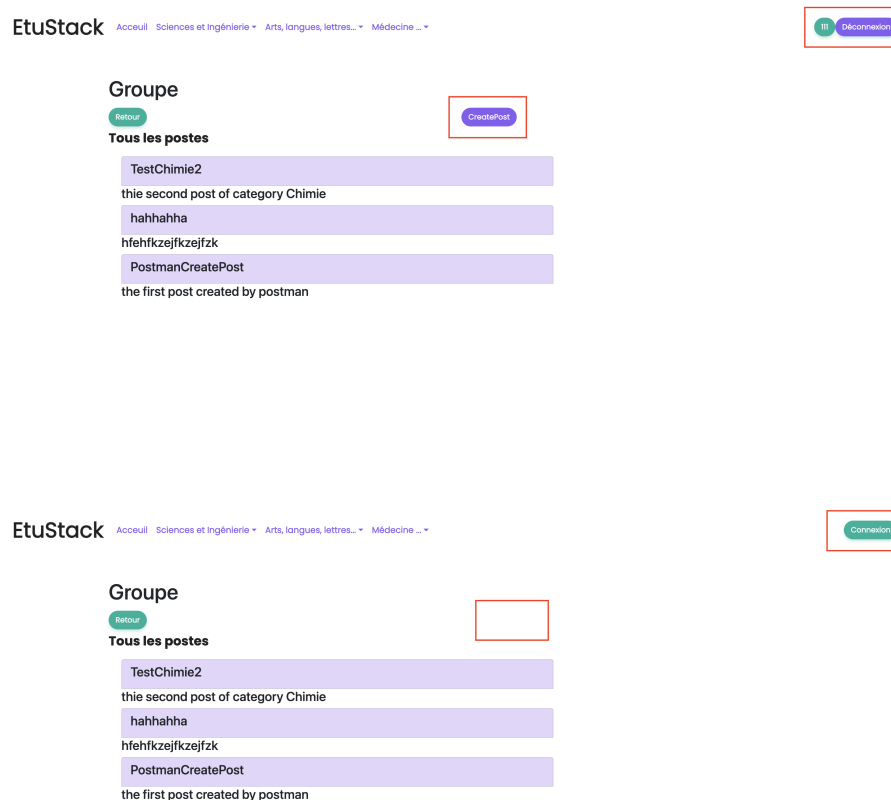 EtuStack Acceuil Sciences et Ingénierie Arts, langues, lettres... Médecine ... 111 Déconnexion
Groupe
Retour CreatePost
Tous les postes
TestChimie2
thie second post of category Chimie
hahhahha
hfehfkzejfkzejfzk
PostmanCreatePost
the first post created by postman
EtuStack Acceuil Sciences et Ingénierie Arts, langues, lettres... Médecine ... Connexion
Groupe
Retour
Tous les postes
TestChimie2
thie second post of category Chimie
hahhahha
hfehfkzejfkzejfzk
PostmanCreatePost
the first post created by postman